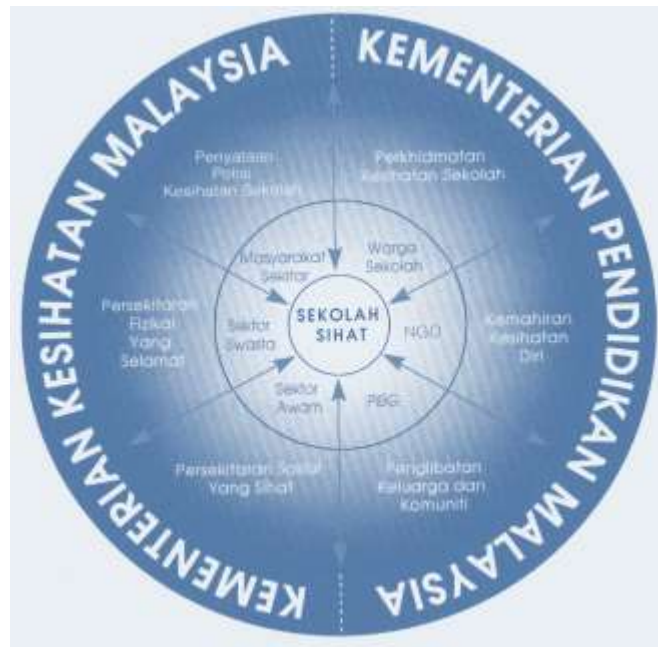 KEMENTERIAN KESIHATAN MALAYSIA
KEMENTERIAN PENDIDIKAN MALAYSIA
Penyataan
Polisi
Kesihatan Sekolah
Perkhidmatan
Kesihatan Sekolah
Masyarakat
Sekitar
Warga
Sekolah
Persekitaran
Fizikal
Yang
Selamat
Sektor
Swasta
SEKOLAH
SIHAT
NGO
Kemahiran
Kesihatan
Diri
Sektor
Awam
PIBG
Persekitaran Sosial
Yang Sihat
Penglibatan
Keluarga dan
Komuniti